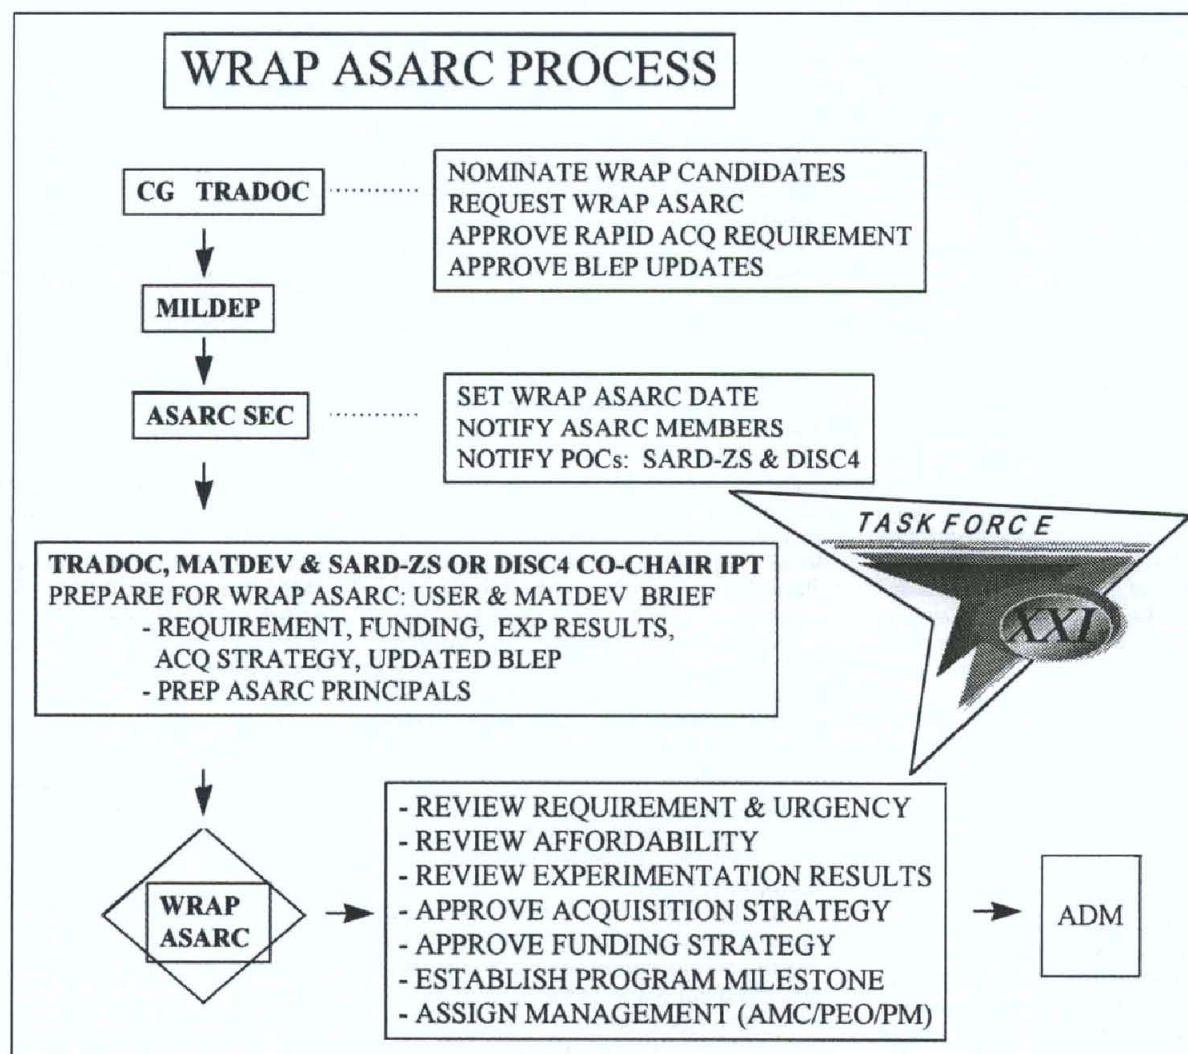 WRAP ASARC PROCESS
CG TRADOC
NOMINATE WRAP CANDIDATES
REQUEST WRAP ASARC
APPROVE RAPID ACQ REQUIREMENT
APPROVE BLEP UPDATES
MILDEP
ASARC SEC
SET WRAP ASARC DATE
NOTIFY ASARC MEMBERS
NOTIFY POCs: SARD-ZS & DISC4
TASK FORCE
XXI
TRADOC, MATDEV & SARD-ZS OR DISC4 CO-CHAIR IPT
PREPARE FOR WRAP ASARC: USER & MATDEV BRIEF
- REQUIREMENT, FUNDING, EXP RESULTS,
ACQ STRATEGY, UPDATED BLEP
- PREP ASARC PRINCIPALS
WRAP
ASARC
- REVIEW REQUIREMENT & URGENCY
- REVIEW AFFORDABILITY
- REVIEW EXPERIMENTATION RESULTS
- APPROVE ACQUISITION STRATEGY
- APPROVE FUNDING STRATEGY
- ESTABLISH PROGRAM MILESTONE
- ASSIGN MANAGEMENT (AMC/PEO/PM)
ADM